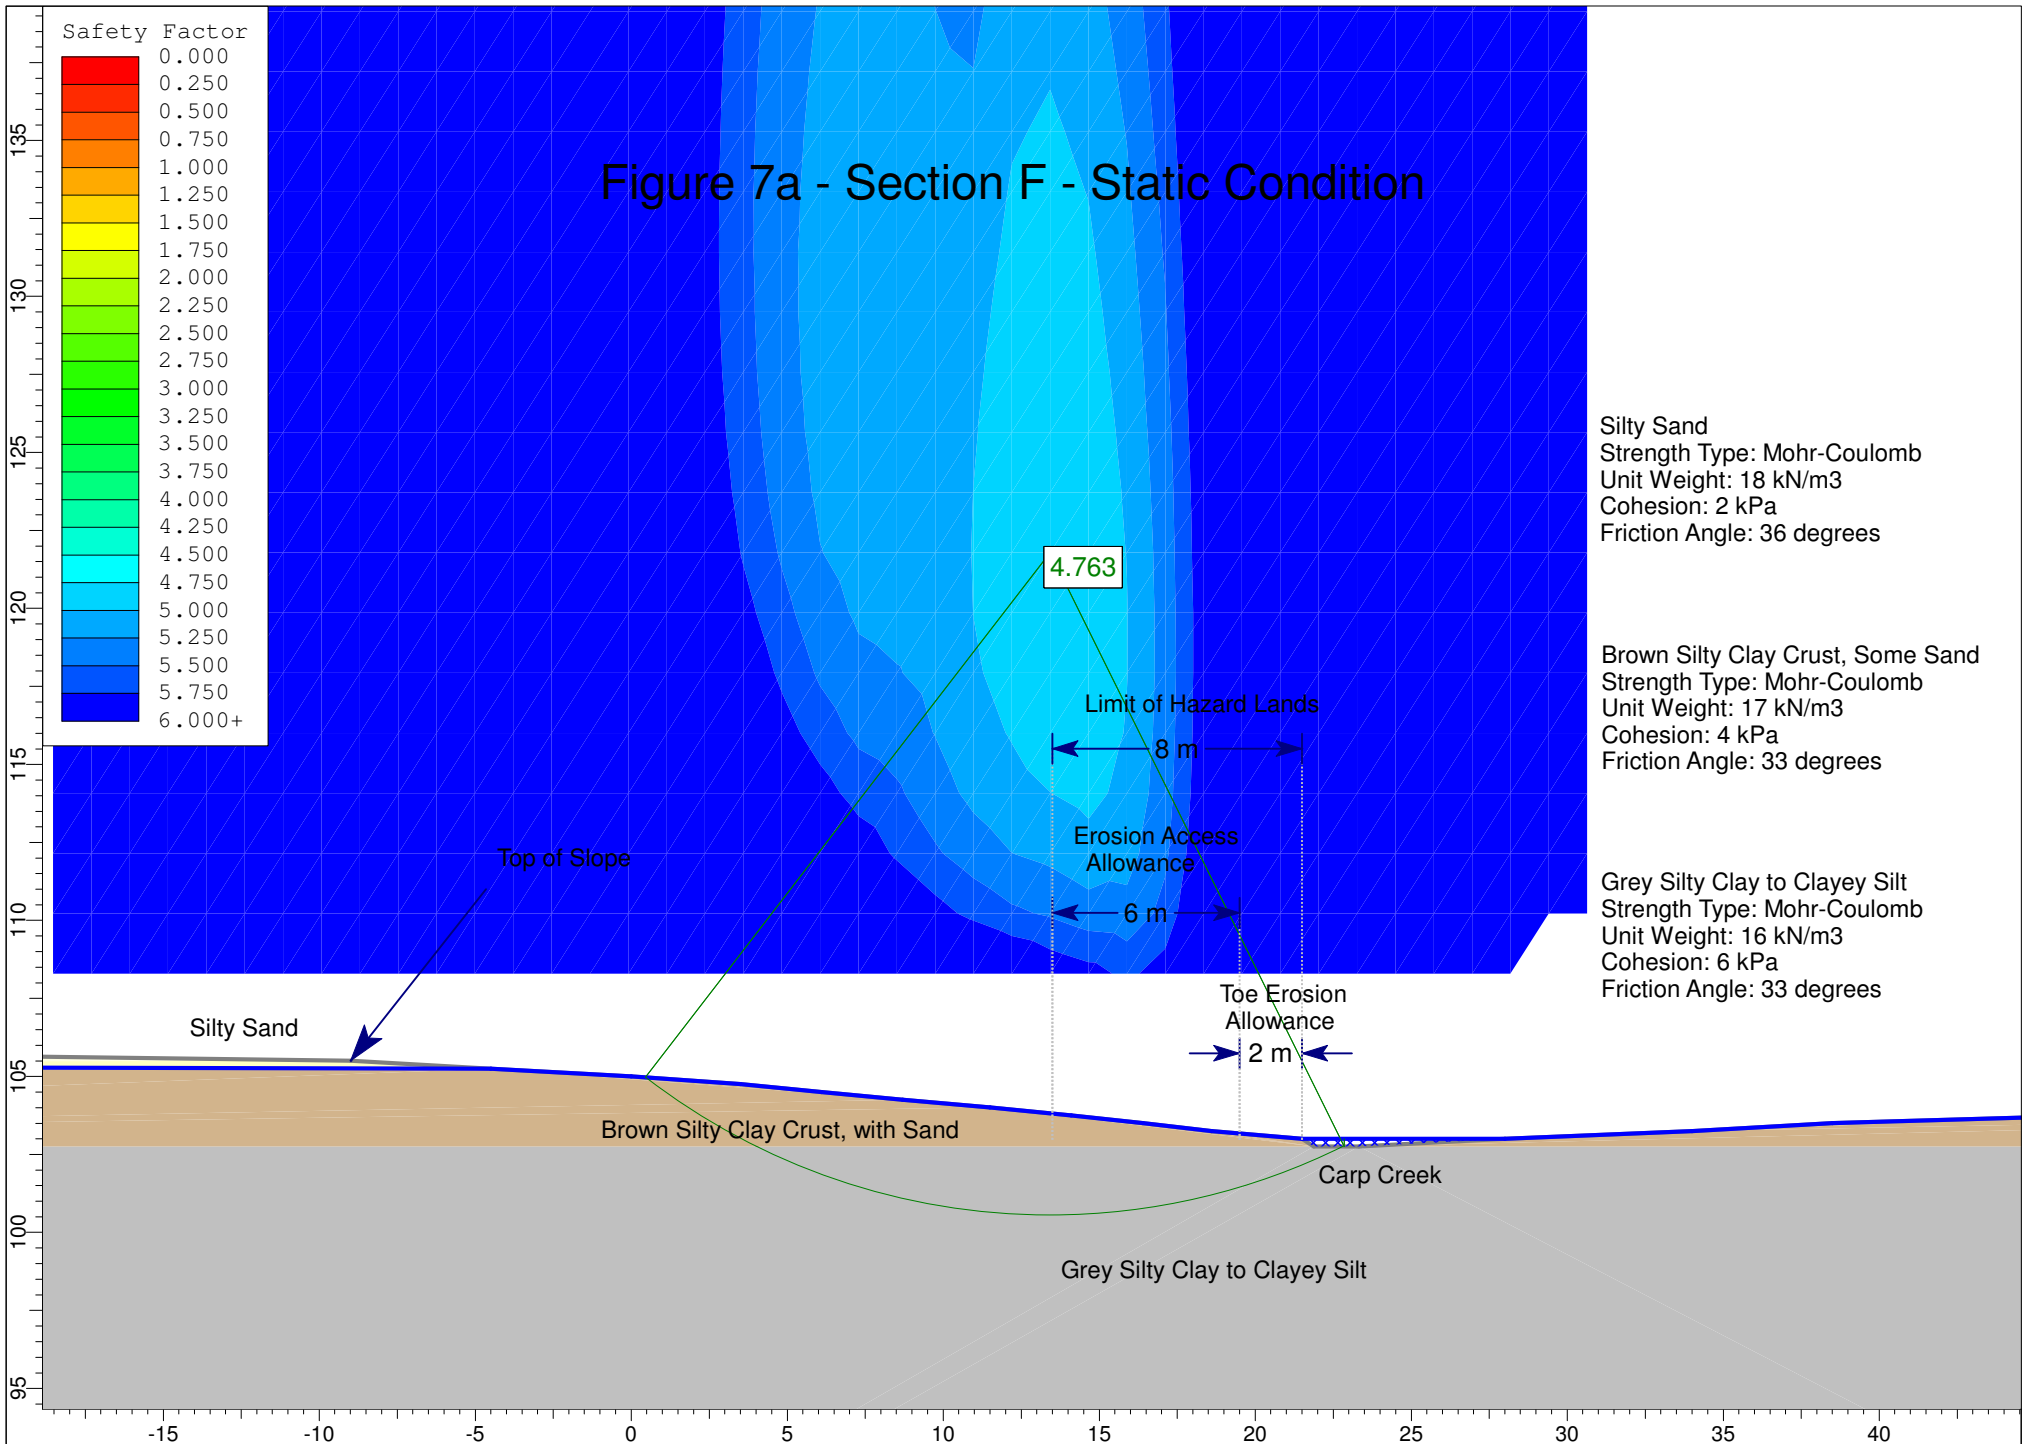 Safety Factor
0.000
0.250
0.500
0.750
1.000
1.250
1.500
1.750
2.000
2.250
2.500
2.750
3.000
3.250
3.500
3.750
4.000
4.250
4.500
4.750
5.000
5.250
5.500
5.750
6.000+
Figure 7a - Section F - Static Condition
Silty Sand
Strength Type: Mohr-Coulomb
Unit Weight: 18 kN/m3
Cohesion: 2 kPa
Friction Angle: 36 degrees
Brown Silty Clay Crust, Some Sand
Strength Type: Mohr-Coulomb
Unit Weight: 17 kN/m3
Cohesion: 4 kPa
Friction Angle: 33 degrees
Grey Silty Clay to Clayey Silt
Strength Type: Mohr-Coulomb
Unit Weight: 16 kN/m3
Cohesion: 6 kPa
Friction Angle: 33 degrees
4.763
Limit of Hazard Lands
8 m
Erosion Access
Allowance
6 m
Top of Slope
Toe Erosion
Allowance
2 m
Silty Sand
Brown Silty Clay Crust, with Sand
Carp Creek
Grey Silty Clay to Clayey Silt
135
130
125
120
115
110
105
100
95
-15
-10
-5
0
5
10
15
20
25
30
35
40